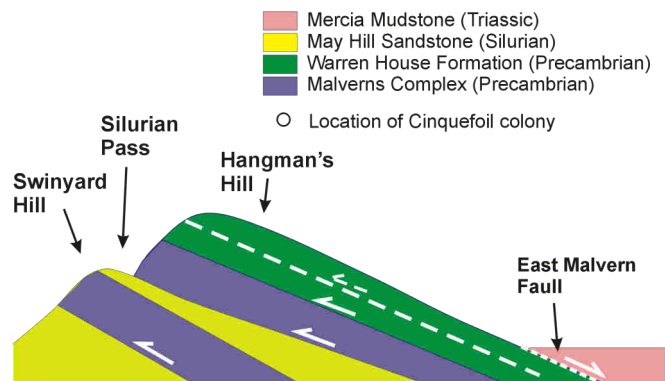 Mercia Mudstone (Triassic)
May Hill Sandstone (Silurian)
Warren House Formation (Precambrian)
Malverns Complex (Precambrian)
Location of Cinquefoil colony
Silurian
Pass
Hangman's
Hill
Swinyard
Hill
East Malvern
Faull